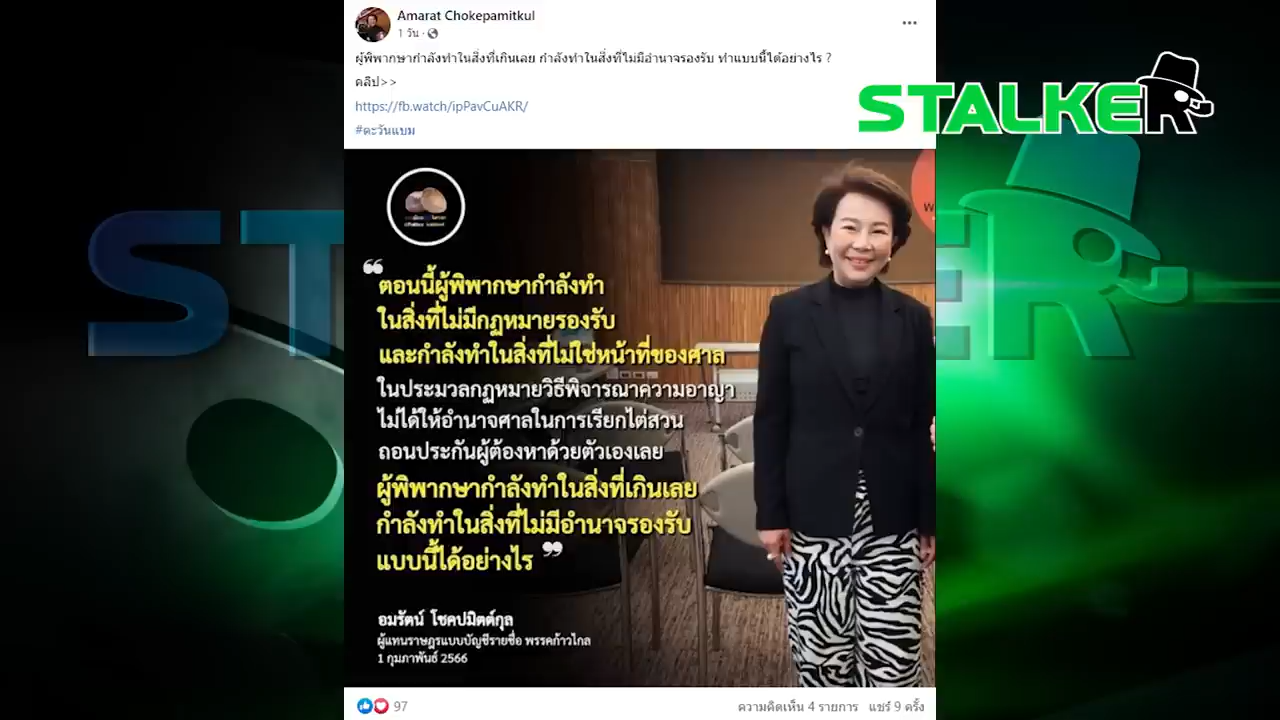 Amarat Chokepamitkul
1 วัน ·
ผู้พิพากษากำลังทำในสิ่งที่เกินเลย กำลังทำในสิ่งที่ไม่มีอำนาจรองรับ ทำแบบนี้ได้อย่างไร ?
คลิป>>
https://fb.watch/ipPavCuAKR/
#ตะวันแบม
STALKER
❝ตอนนี้ผู้พิพากษากำลังทำ
ในสิ่งที่ไม่มีกฎหมายรองรับ
และกำลังทำในสิ่งที่ไม่ใช่หน้าที่ของศาล
ในประมวลกฎหมายวิธีพิจารณาความอาญา
ไม่ได้ให้อำนาจศาลในการเรียกไต่สวน
ถอนประกันผู้ต้องหาด้วยตัวเองเลย
ผู้พิพากษากำลังทำในสิ่งที่เกินเลย
กำลังทำในสิ่งที่ไม่มีอำนาจรองรับ
แบบนี้ได้อย่างไร❞
อมรัตน์ โชคปมิตต์กุล
ผู้แทนราษฎรแบบบัญชีรายชื่อ พรรคก้าวไกล
1 กุมภาพันธ์ 2566
97
ความคิดเห็น 4 รายการ แชร์ 9 ครั้ง